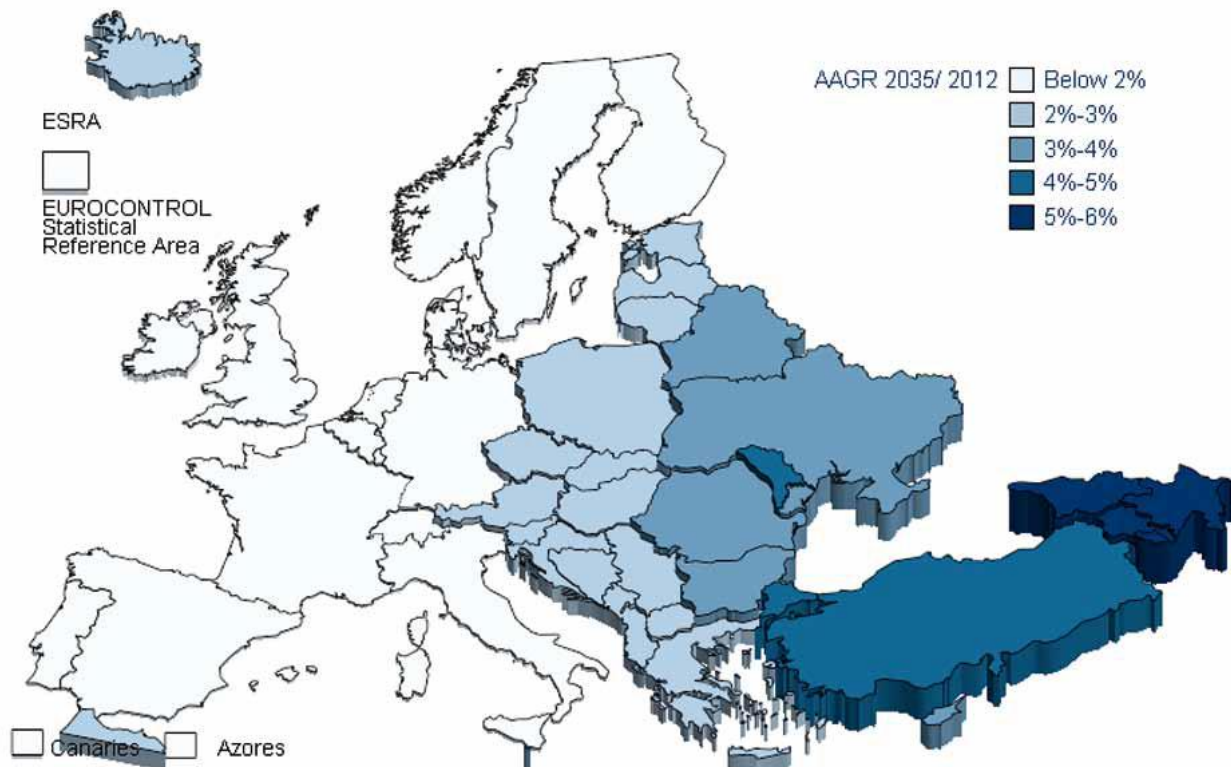 ESRA
EUROCONTROL
Statistical
Reference Area
AAGR 2035/ 2012
Below 2%
2%-3%
3%-4%
4%-5%
5%-6%
Canaries
Azores